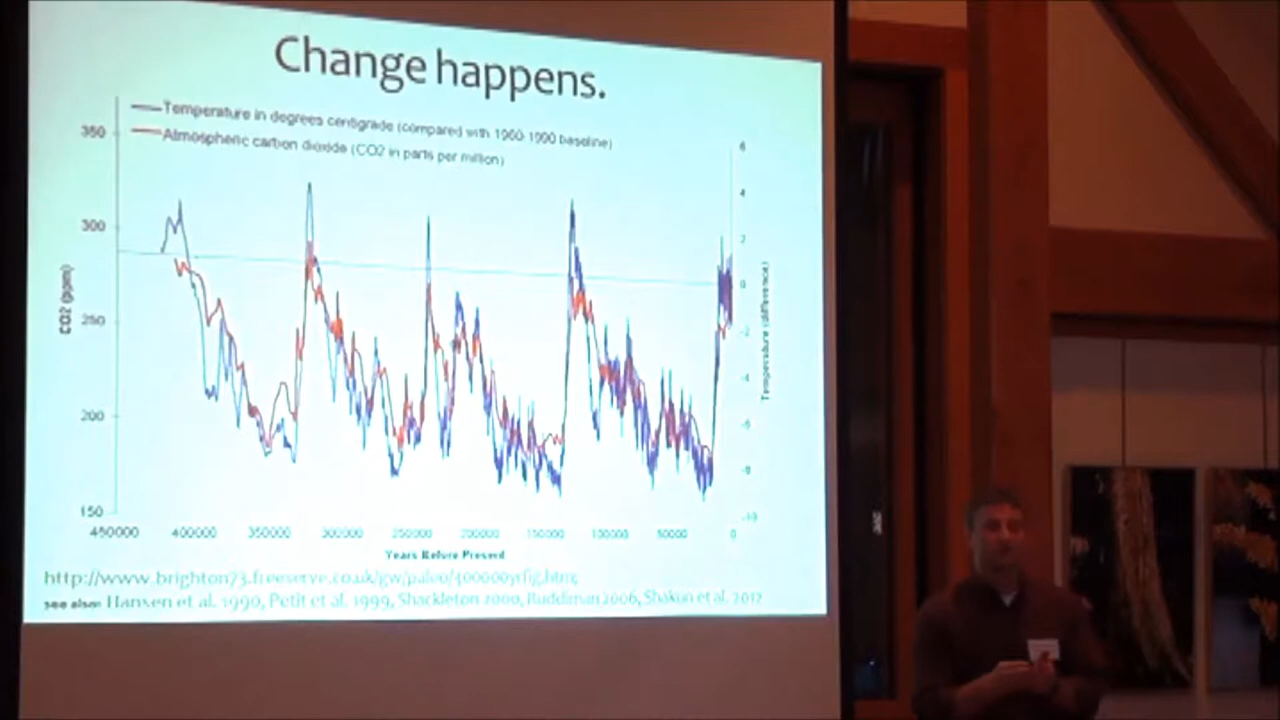 Change happens.
Temperature in degrees centigrade (compared with 1960-1990 baseline)
Atmospheric carbon dioxide (CO2 in parts per million)
350
300
250
200
150
CO2 (ppm)
6
4
2
0
-2
-4
-6
-8
-10
Temperature (difference)
450000 400000 350000 300000 250000 200000 150000 100000 50000 0
Years Before Present
http://www.brighton73.freeserve.co.uk/gw/paleo/400000yrfig.htm;
see also: Hansen et al. 1990, Petit et al. 1999, Shackleton 2000, Ruddiman 2006, Shakun et al. 2012